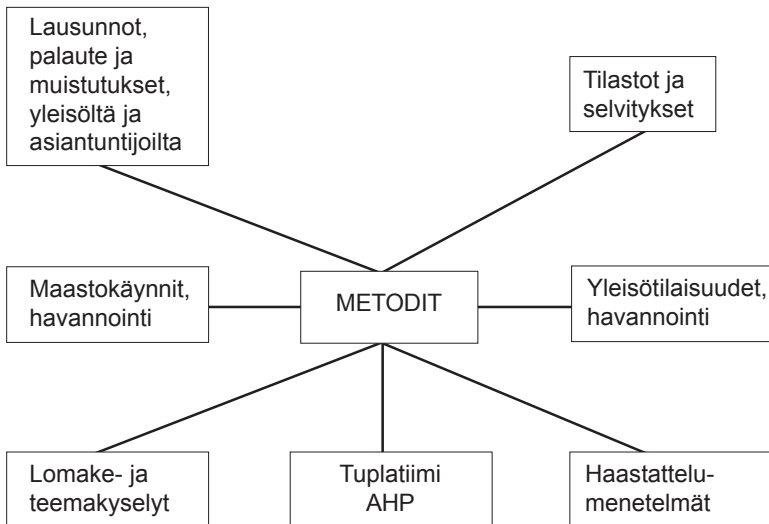 Lausunnot,
palaute ja
muistutukset,
yleisöltä ja
asiantuntijoilta
Tilastot ja
selvitykset
Maastokäynnit,
havannointi
METODIT
Yleisötilaisuudet,
havannointi
Lomake- ja
teemakyselyt
Tuplatiimi
AHP
Haastattelu-
menetelmät